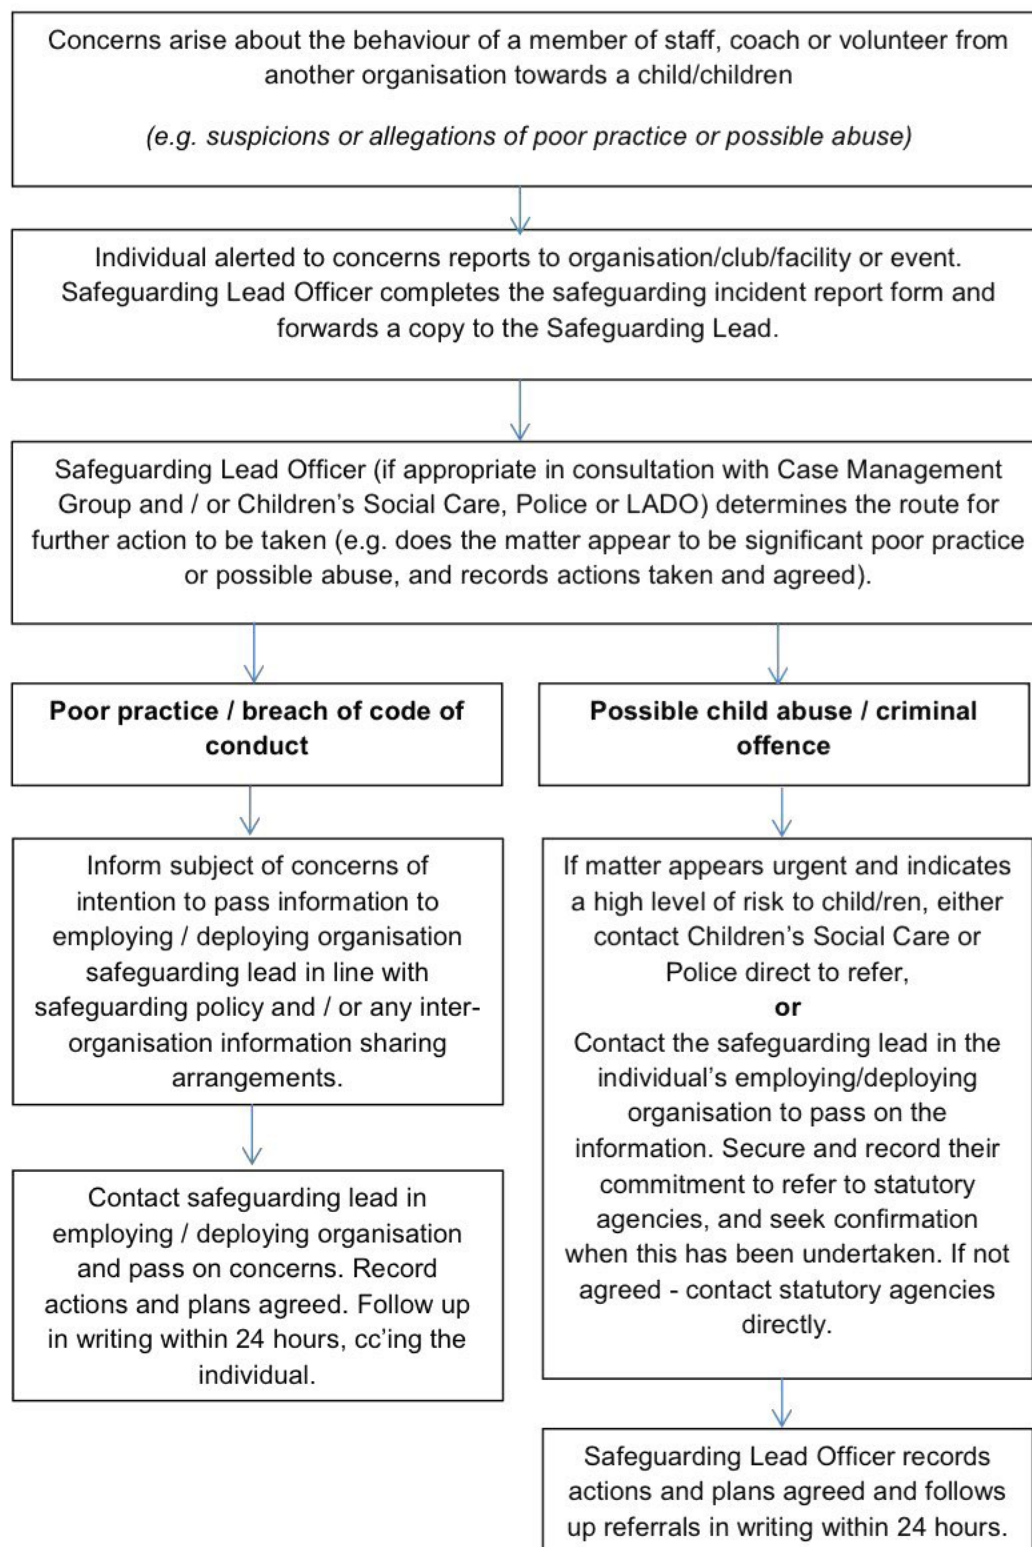 Concerns arise about the behaviour of a member of staff, coach or volunteer from
another organisation towards a child/children
(e.g. suspicions or allegations of poor practice or possible abuse)
Individual alerted to concerns reports to organisation/club/facility or event.
Safeguarding Lead Officer completes the safeguarding incident report form and
forwards a copy to the Safeguarding Lead.
Safeguarding Lead Officer (if appropriate in consultation with Case Management
Group and / or Children's Social Care, Police or LADO) determines the route for
further action to be taken (e.g. does the matter appear to be significant poor practice
or possible abuse, and records actions taken and agreed).
Poor practice / breach of code of
conduct
Inform subject of concerns of
intention to pass information to
employing / deploying organisation
safeguarding lead in line with
safeguarding policy and / or any inter-
organisation information sharing
arrangements.
Contact safeguarding lead in
employing / deploying organisation
and pass on concerns. Record
actions and plans agreed. Follow up
in writing within 24 hours, cc'ing the
individual.
Possible child abuse / criminal
offence
If matter appears urgent and indicates
a high level of risk to child/ren, either
contact Children's Social Care or
Police direct to refer,
or
Contact the safeguarding lead in the
individual's employing/deploying
organisation to pass on the
information. Secure and record their
commitment to refer to statutory
agencies, and seek confirmation
when this has been undertaken. If not
agreed - contact statutory agencies
directly.
Safeguarding Lead Officer records
actions and plans agreed and follows
up referrals in writing within 24 hours.